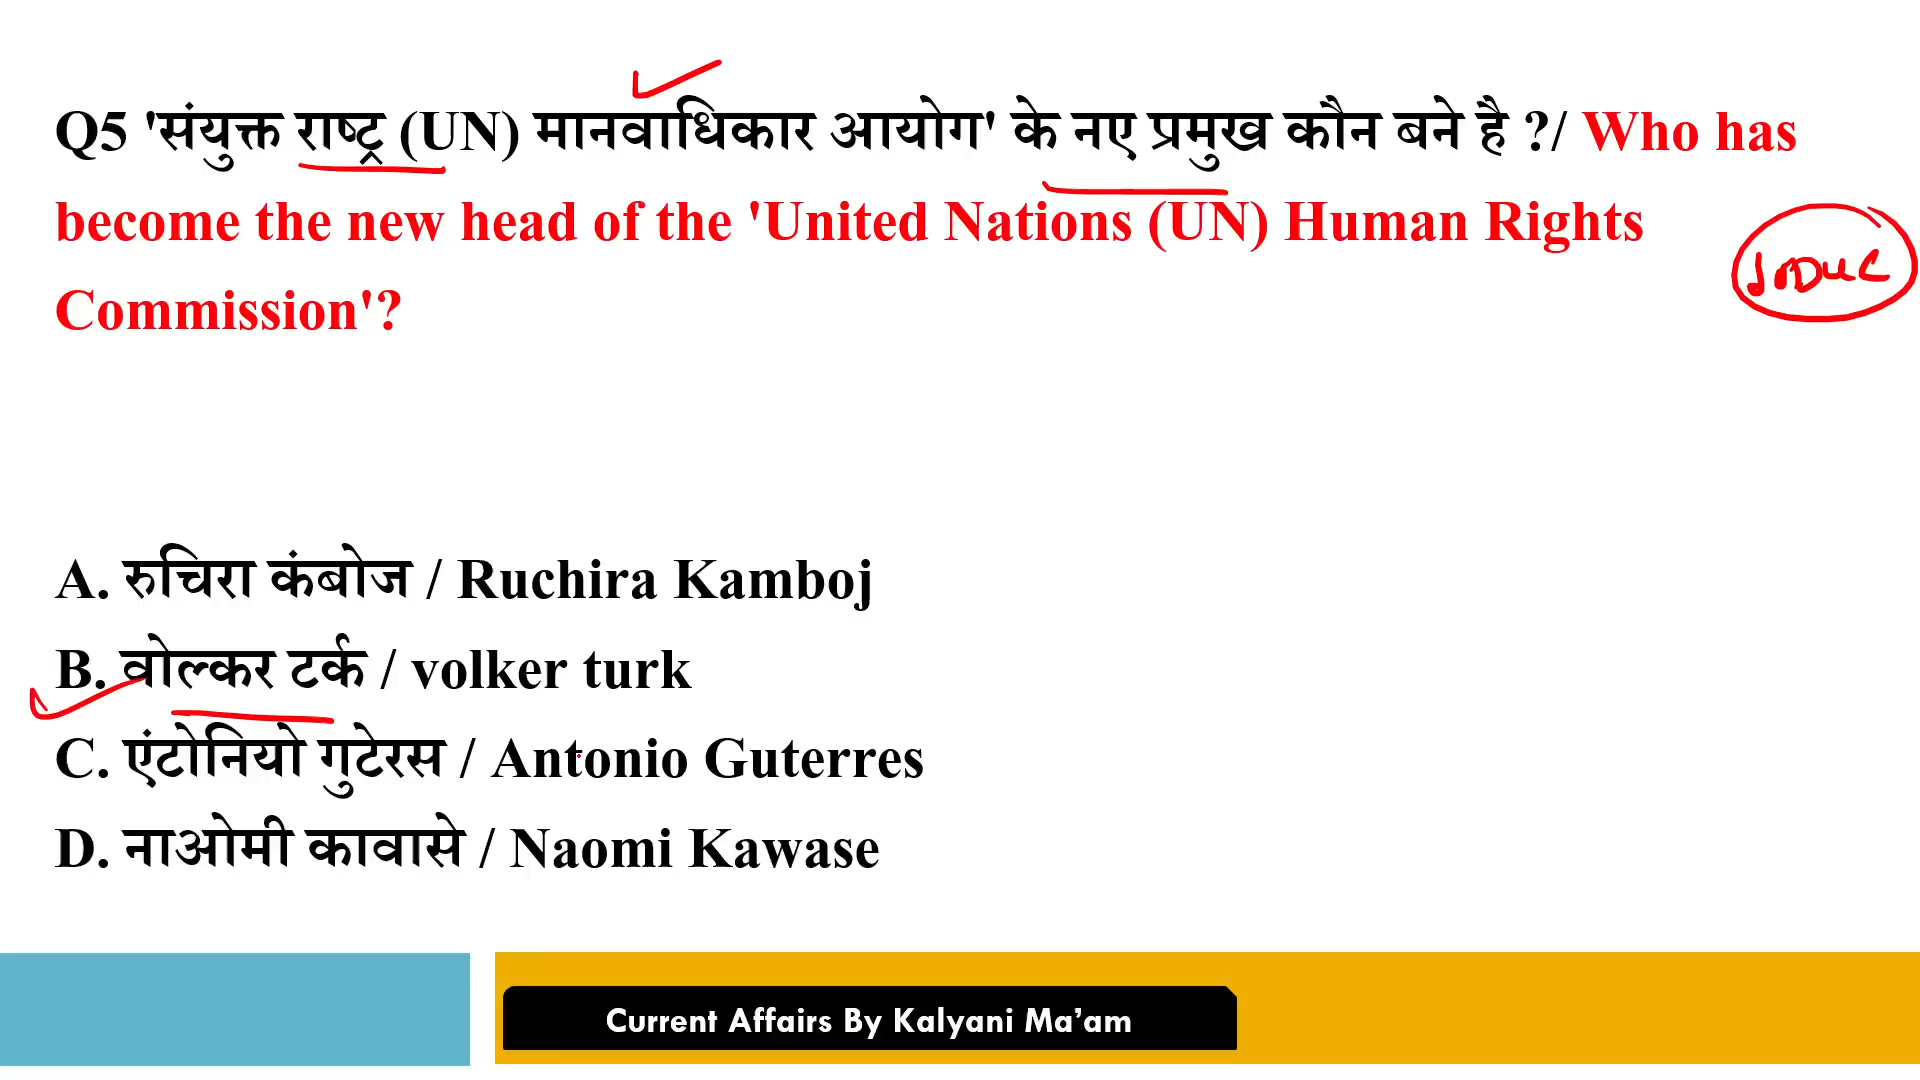 Q5 'संयुक्त राष्ट्र (UN) मानवाधिकार आयोग' के नए प्रमुख कौन बने है ?/ Who has
become the new head of the 'United Nations (UN) Human Rights
Commission'?
A. रुचिरा कंबोज / Ruchira Kamboj
B. वोल्कर टर्क / volker turk
C. एंटोनियो गुटेरस / Antonio Guterres
D. नाओमी कावासे / Naomi Kawase
Current Affairs By Kalyani Ma’am